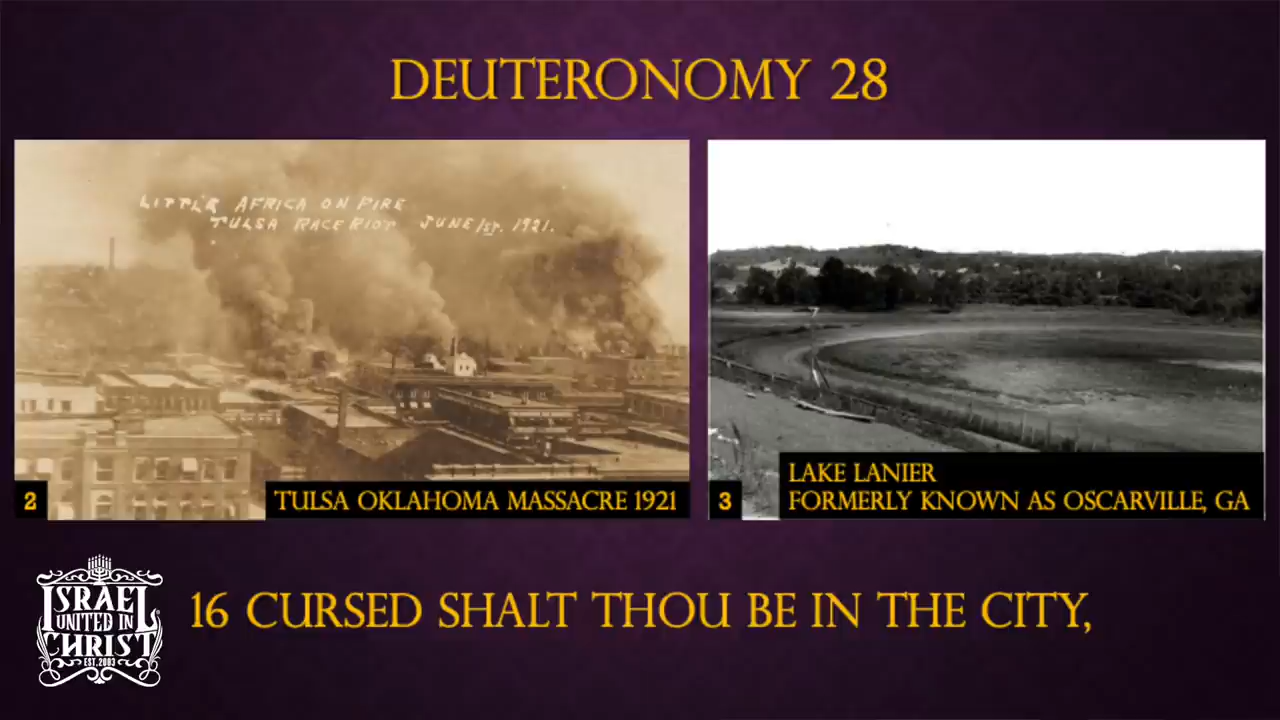 DEUTERONOMY 28
LITTLE AFRICA ON FIRE
TULSA RACE RIOT JUNE 1ST. 1921.
2
TULSA OKLAHOMA MASSACRE 1921
3
LAKE LANIER
FORMERLY KNOWN AS OSCARVILLE, GA
ISRAEL
UNITED IN
CHRIST
EST.2003
16 CURSED SHALT THOU BE IN THE CITY,